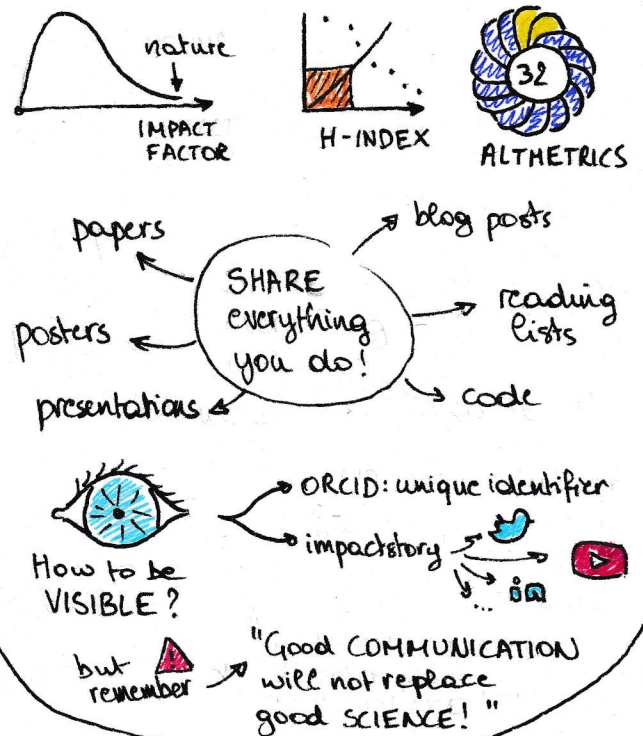 nature
IMPACT
FACTOR
H-INDEX
32
ALTMETRICS
SHARE
everything
you do!
papers
posters
presentations
blog posts
reading
lists
code
How to be
VISIBLE?
ORCID: unique identifier
impactstory
in
...
but
remember
"Good COMMUNICATION
will not replace
good SCIENCE!"